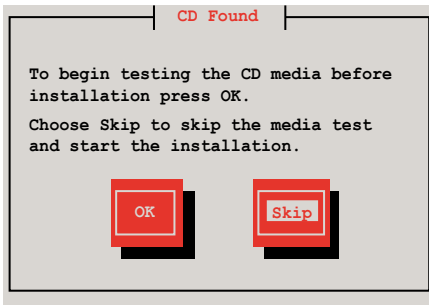 CD Found
To begin testing the CD media before
installation press OK.
Choose Skip to skip the media test
and start the installation.
OK
Skip